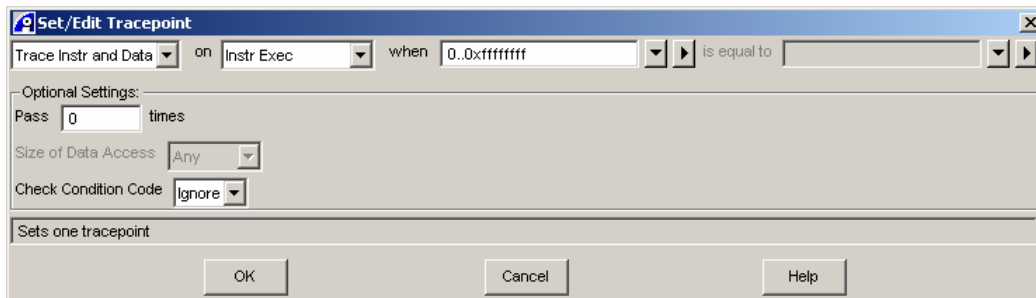 Set/Edit Tracepoint
Trace Instr and Data on Instr Exec when 0..0xffffffff is equal to
Optional Settings:
Pass 0 times
Size of Data Access Any
Check Condition Code Ignore
Sets one tracepoint
OK Cancel Help